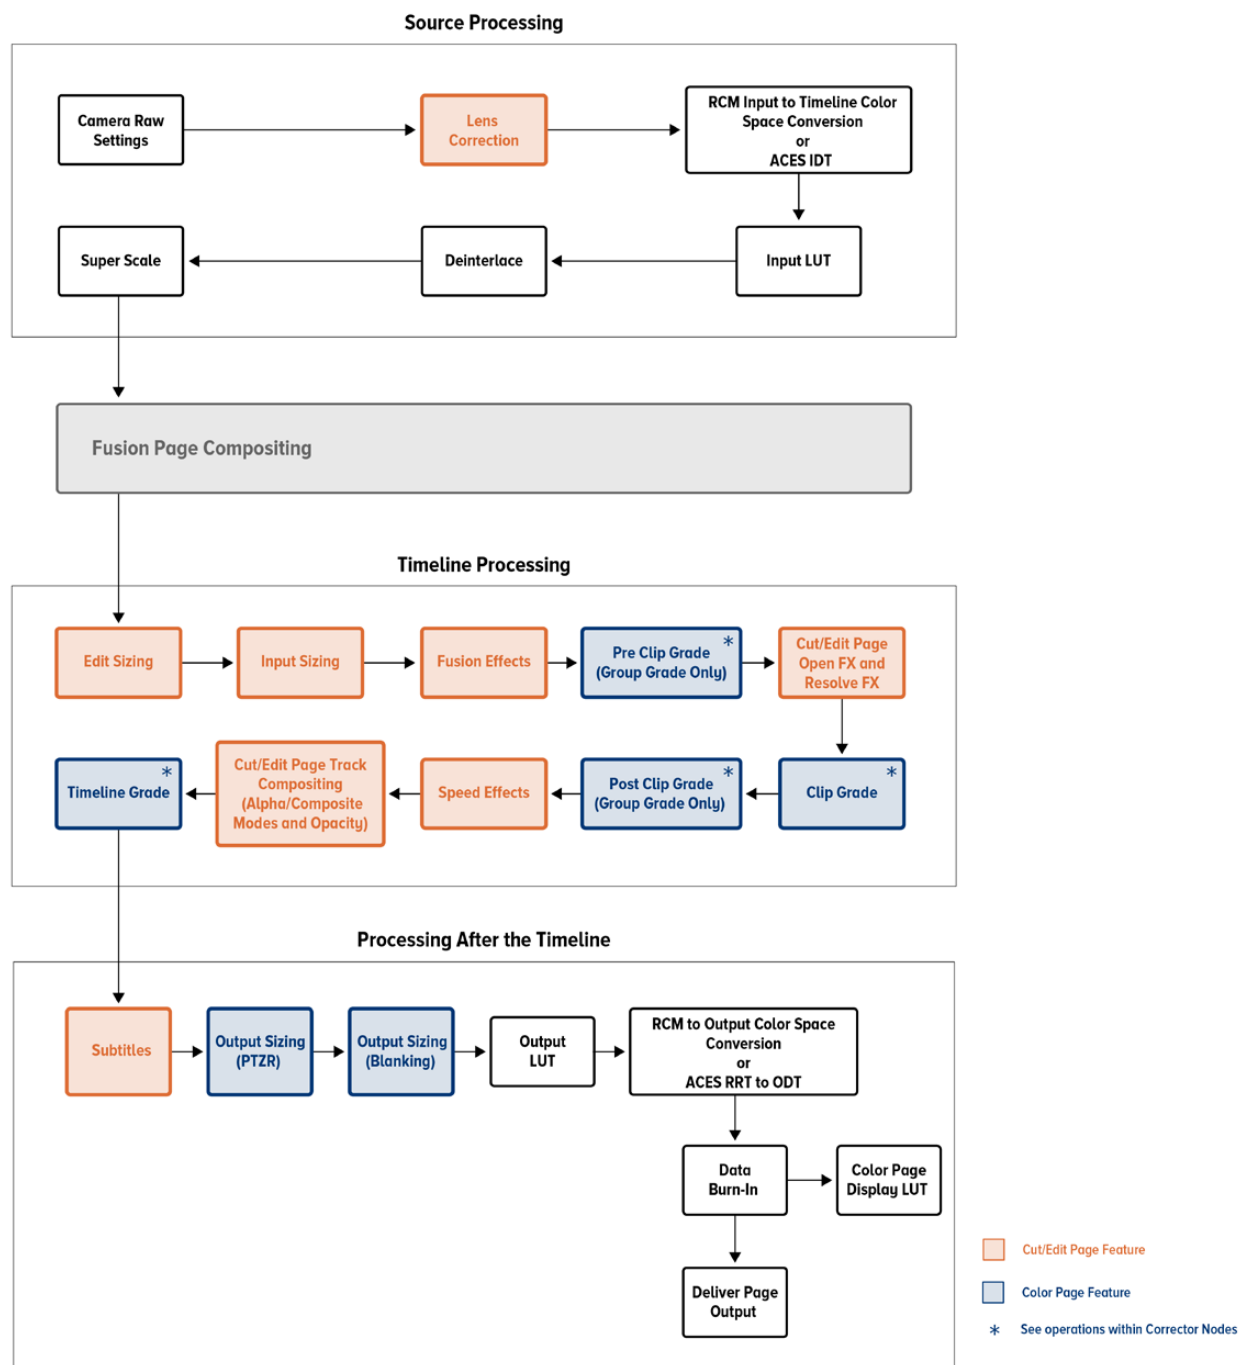 Source Processing
Camera Raw
Settings
Lens
Correction
RCM Input to Timeline Color
Space Conversion
or
ACES IDT
Super Scale
Deinterlace
Input LUT
Fusion Page Compositing
Timeline Processing
Edit Sizing
Input Sizing
Fusion Effects
Pre Clip Grade
(Group Grade Only)
*
Cut/Edit Page
Open FX and
Resolve FX
Timeline Grade
*
Cut/Edit Page Track
Compositing
(Alpha/Composite
Modes and Opacity)
Speed Effects
Post Clip Grade
(Group Grade Only)
*
Clip Grade
*
Processing After the Timeline
Subtitles
Output Sizing
(PTZR)
Output Sizing
(Blanking)
Output
LUT
RCM to Output Color Space
Conversion
or
ACES RRT to ODT
Data
Burn-In
Color Page
Display LUT
Deliver Page
Output
Cut/Edit Page Feature
Color Page Feature
* See operations within Corrector Nodes